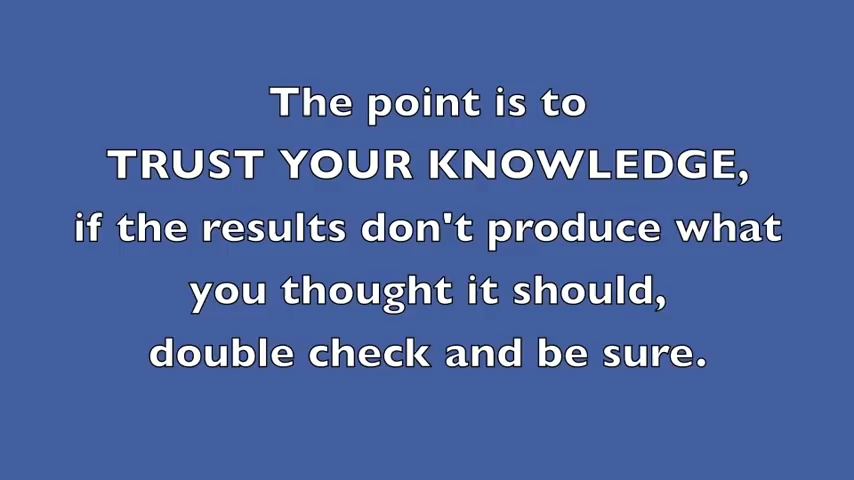 The point is to
TRUST YOUR KNOWLEDGE,
if the results don't produce what
you thought it should,
double check and be sure.